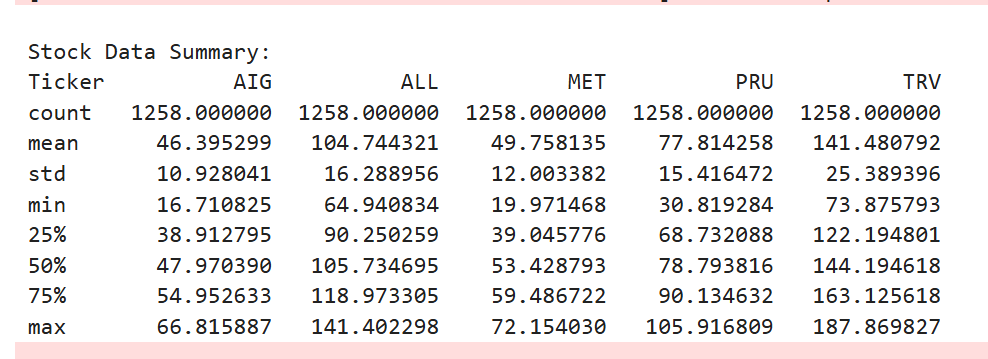 Stock Data Summary:
Ticker AIG ALL MET PRU TRV
count 1258.000000 1258.000000 1258.000000 1258.000000 1258.000000
mean 46.395299 104.744321 49.758135 77.814258 141.480792
std 10.928041 16.288956 12.003382 15.416472 25.389396
min 16.710825 64.940834 19.971468 30.819284 73.875793
25% 38.912795 90.250259 39.045776 68.732088 122.194801
50% 47.970390 105.734695 53.428793 78.793816 144.194618
75% 54.952633 118.973305 59.486722 90.134632 163.125618
max 66.815887 141.402298 72.154030 105.916809 187.869827